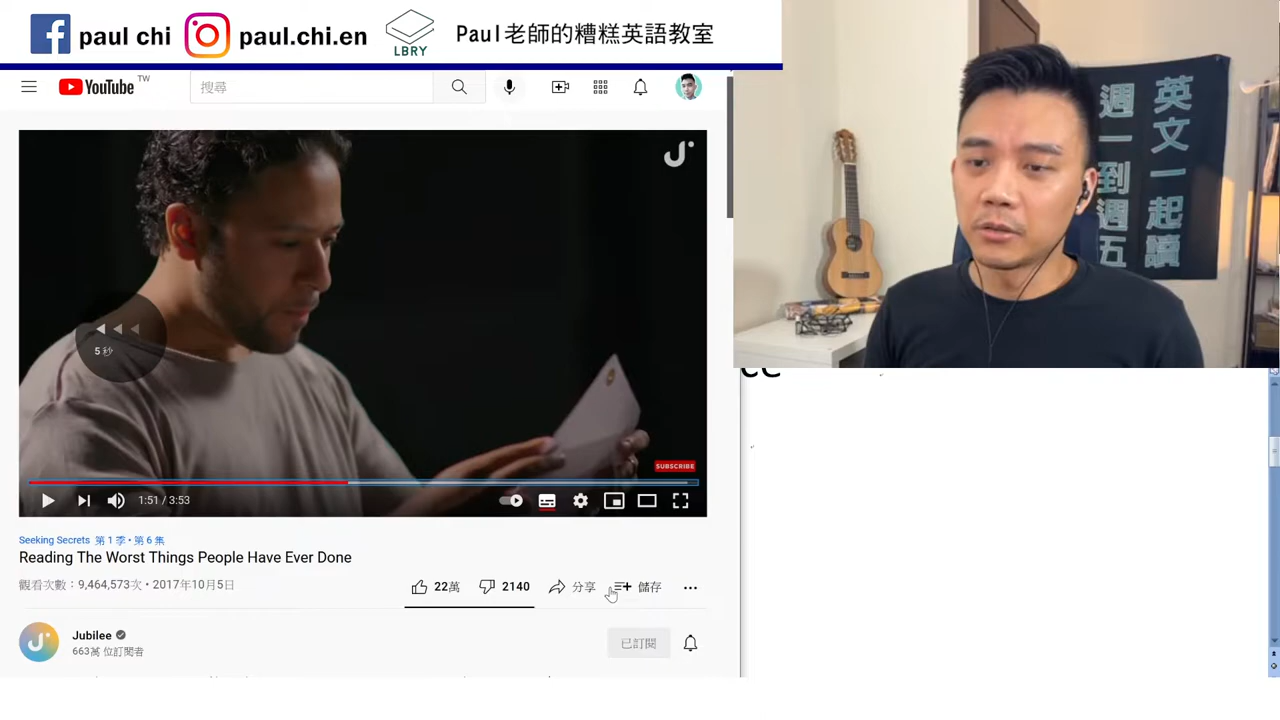 paul chi
paul.chi.en
LBRY
Paul老師的糟糕英語教室
YouTube TW
搜尋
5 秒
SUBSCRIBE
1:51 / 3:53
Seeking Secrets 第 1 季 • 第 6 集
Reading The Worst Things People Have Ever Done
觀看次數：9,464,573次 • 2017年10月5日
22萬
2140
分享
儲存
Jubilee
663萬 位訂閱者
已訂閱
英文一起讀
週一到週五